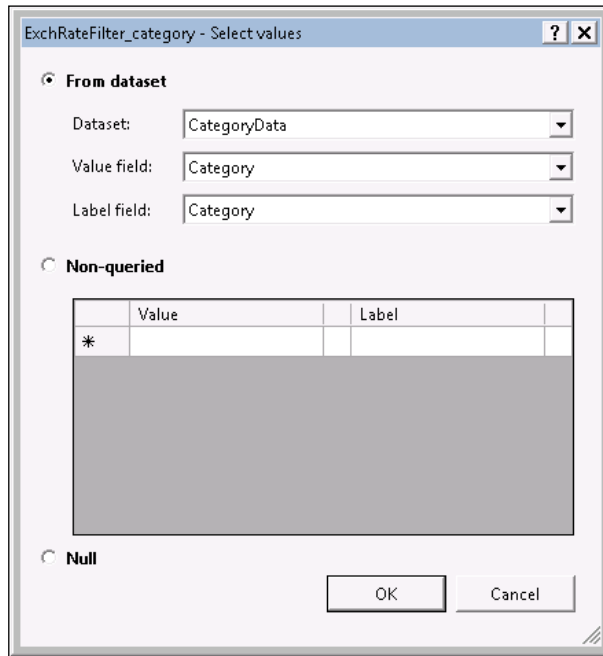 ExchRateFilter_category - Select values
From dataset
Dataset: CategoryData
Value field: Category
Label field: Category
Non-queried
Value Label
Null
OK Cancel